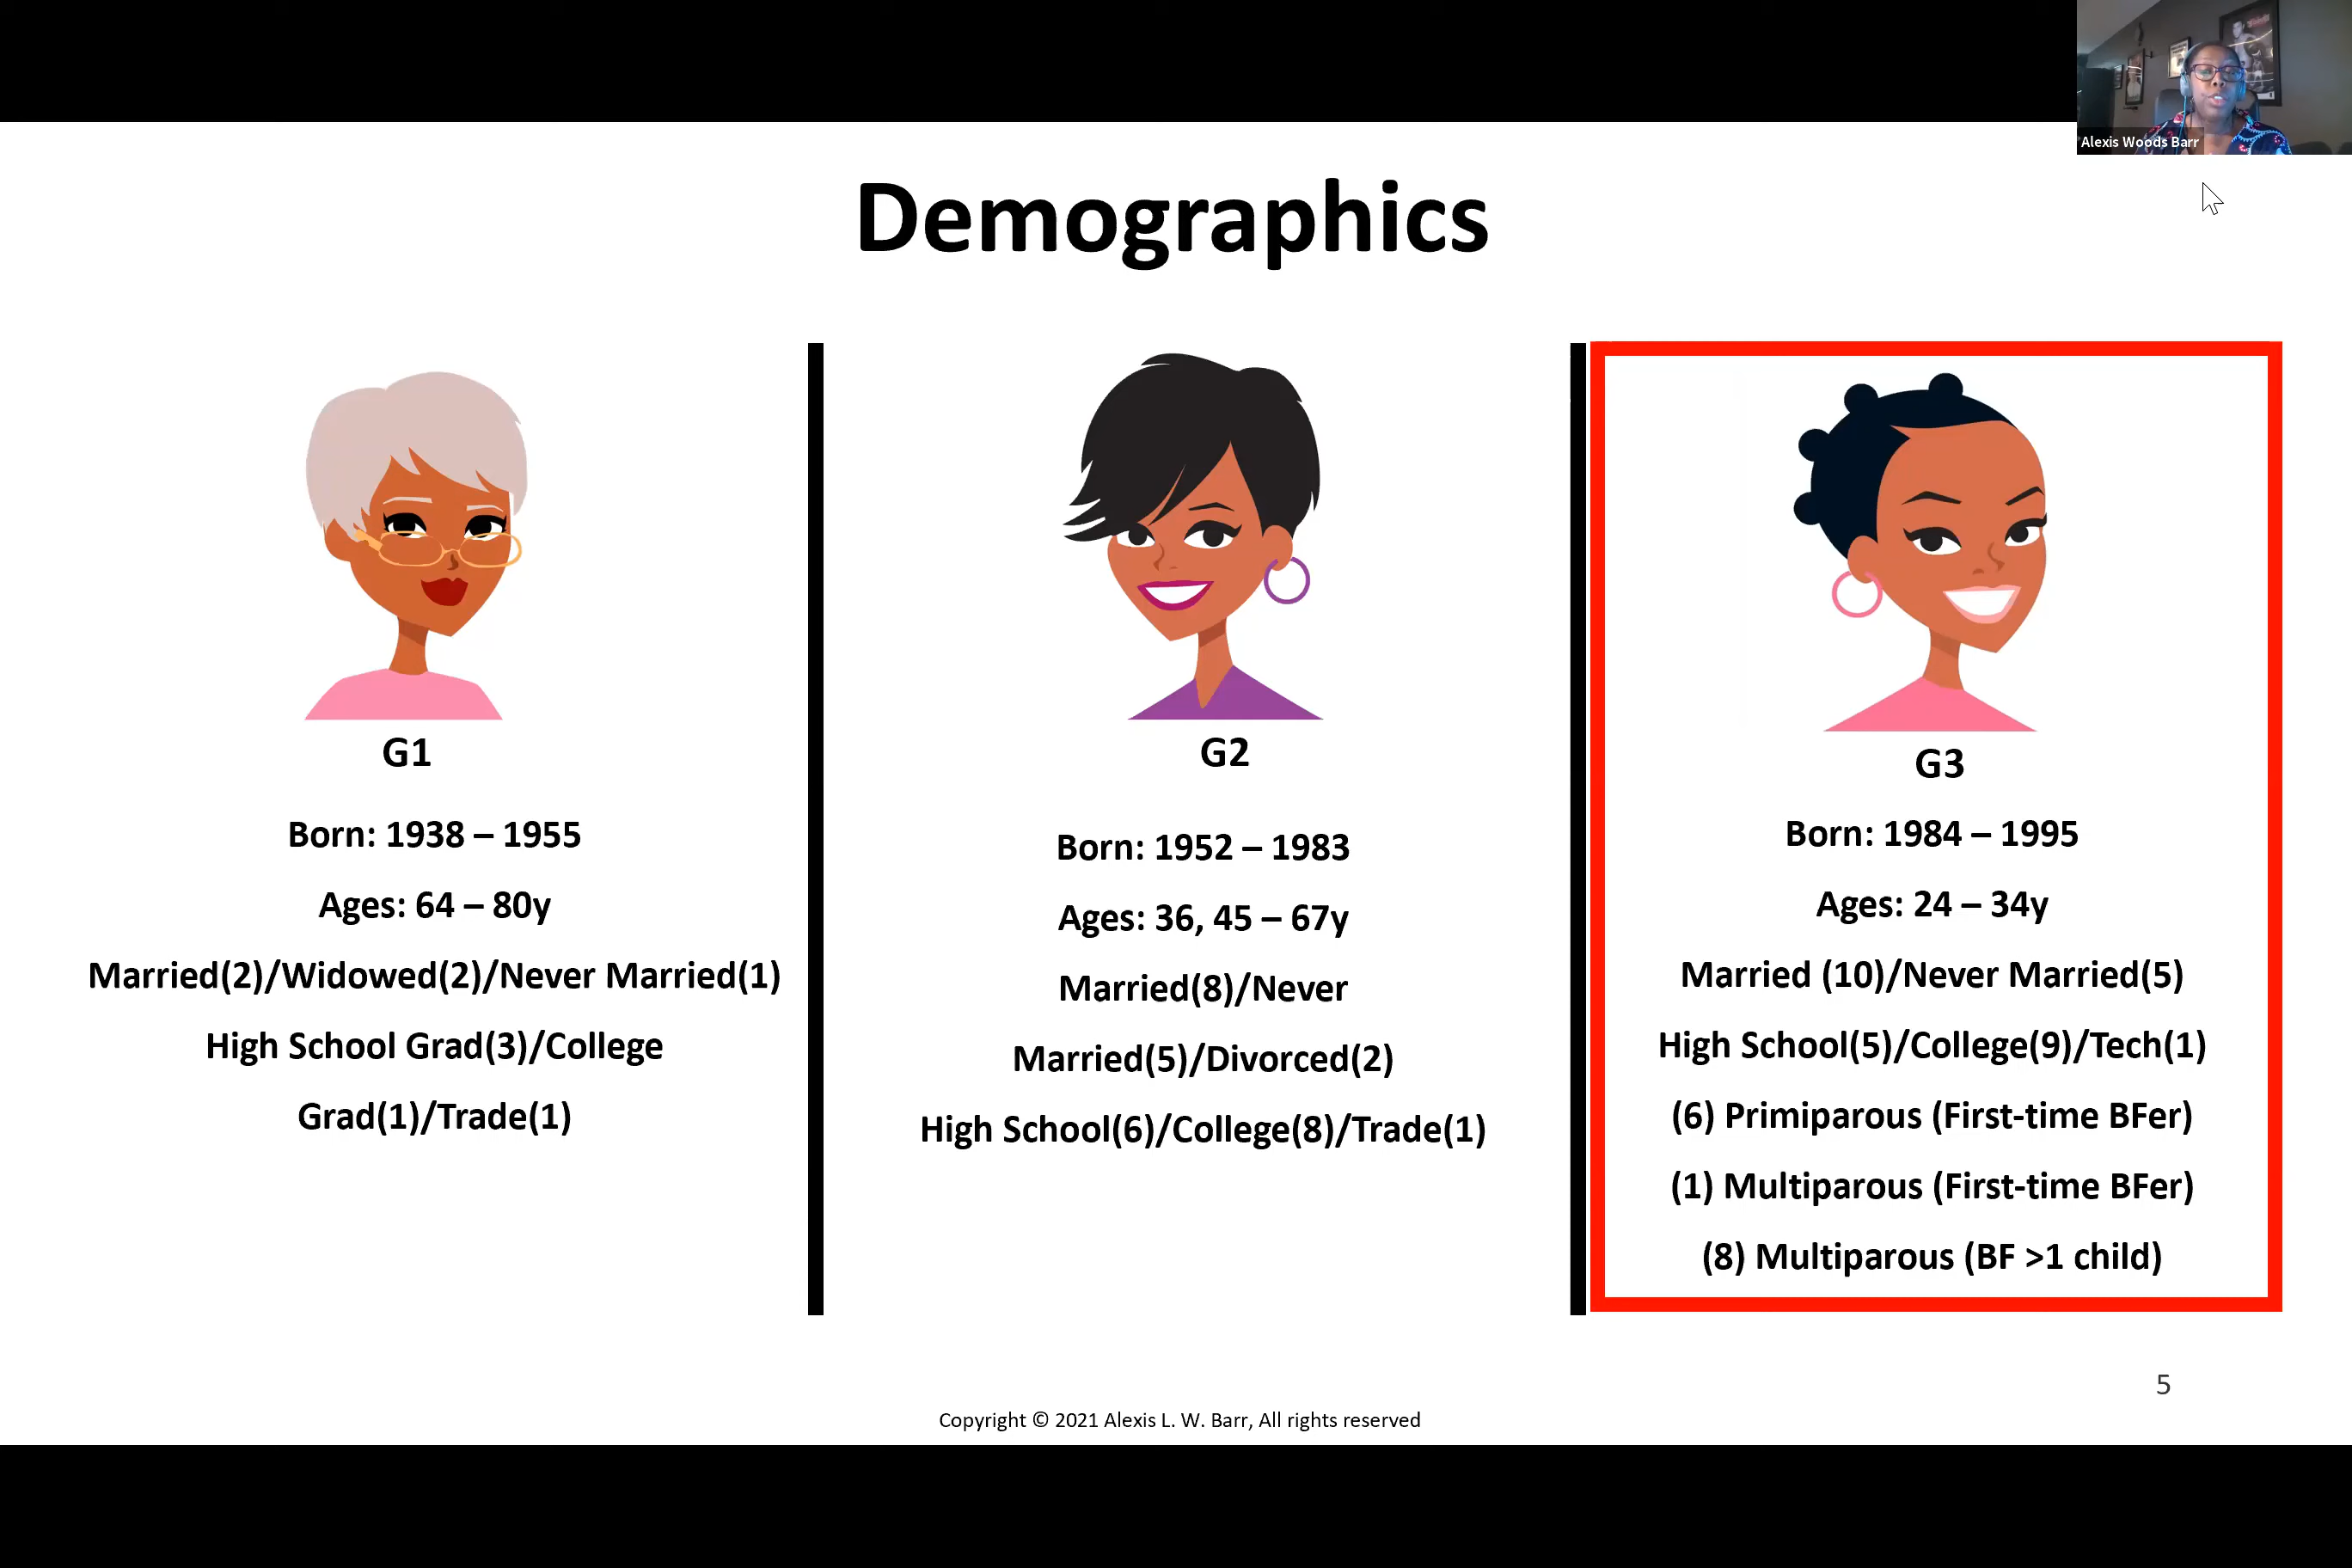 Alexis Woods Barr
Demographics
G1
Born: 1938 – 1955
Ages: 64 – 80y
Married(2)/Widowed(2)/Never Married(1)
High School Grad(3)/College
Grad(1)/Trade(1)
G2
Born: 1952 – 1983
Ages: 36, 45 – 67y
Married(8)/Never
Married(5)/Divorced(2)
High School(6)/College(8)/Trade(1)
G3
Born: 1984 – 1995
Ages: 24 – 34y
Married (10)/Never Married(5)
High School(5)/College(9)/Tech(1)
(6) Primiparous (First-time BFer)
(1) Multiparous (First-time BFer)
(8) Multiparous (BF >1 child)
5
Copyright © 2021 Alexis L. W. Barr, All rights reserved